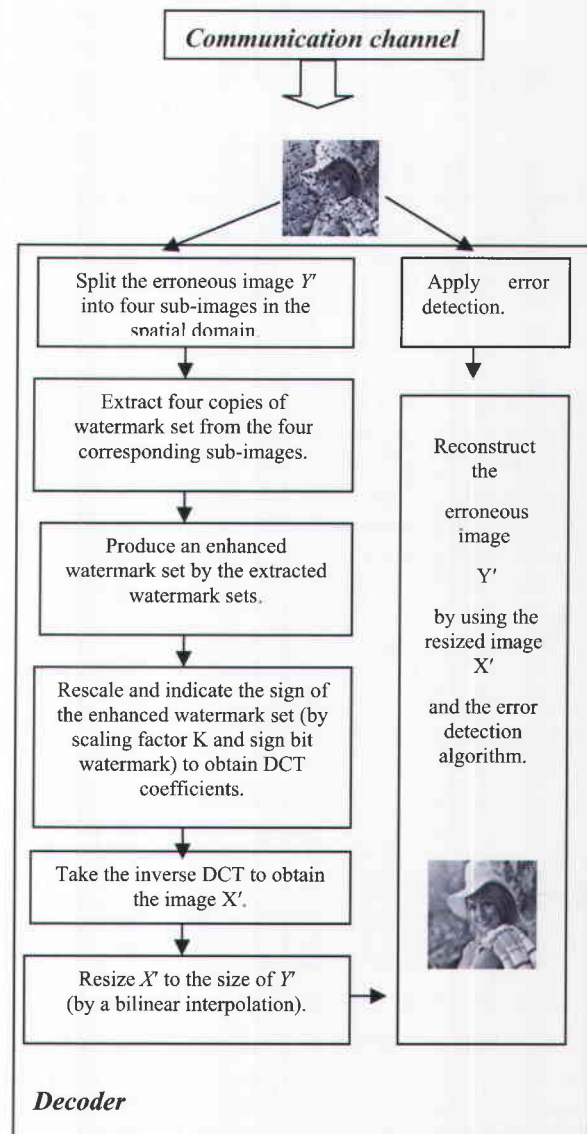 Communication channel
Split the erroneous image Y′
into four sub-images in the
spatial domain.
Apply error
detection.
Extract four copies of
watermark set from the four
corresponding sub-images.
Produce an enhanced
watermark set by the extracted
watermark sets.
Rescale and indicate the sign of
the enhanced watermark set (by
scaling factor K and sign bit
watermark) to obtain DCT
coefficients.
Take the inverse DCT to obtain
the image X′.
Resize X′ to the size of Y′
(by a bilinear interpolation).
Reconstruct
the
erroneous
image
Y′
by using the
resized image
X′
and the error
detection
algorithm.
Decoder